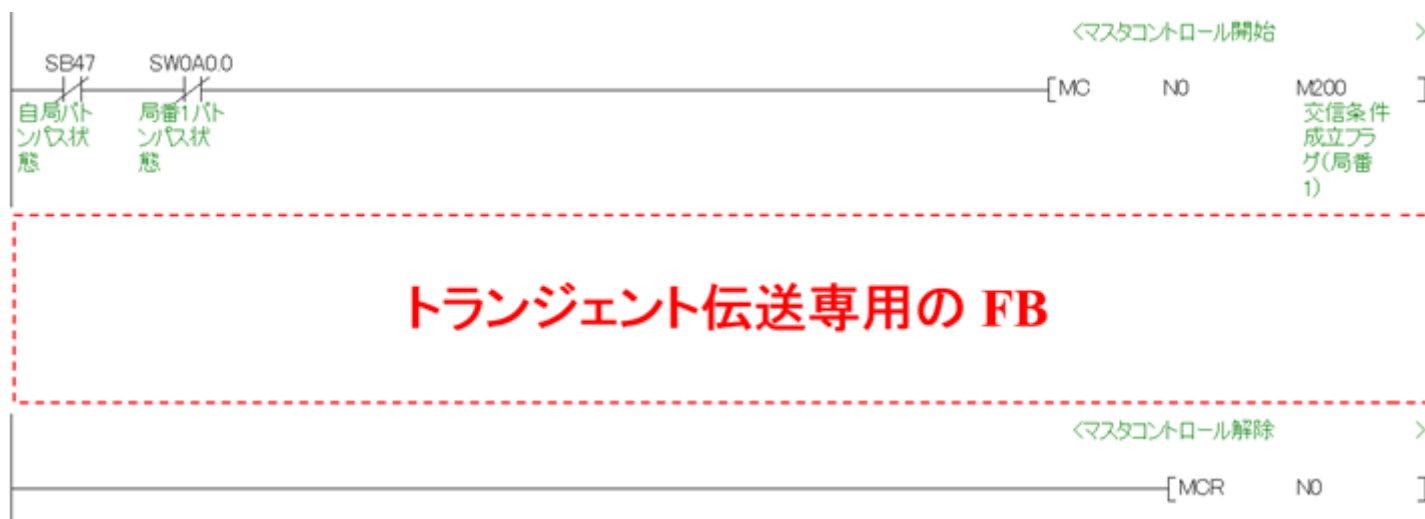 <マスタコントロール開始 >
SB47 SW0A0.0
[MC N0 M200 ]
自局バト
ンパス状
態
局番1バト
ンパス状
態
交信条件
成立フラ
グ(局番
1)
トランジェント伝送専用の FB
<マスタコントロール解除 >
[MCR N0 ]